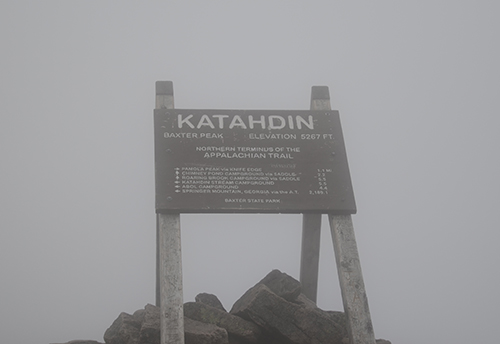 KATAHDIN
BAXTER PEAK ELEVATION 5267 FT.
NORTHERN TERMINUS OF THE
APPALACHIAN TRAIL
PAMOLA PEAK via KNIFE EDGE
CHIMNEY POND CAMPGROUND via SADDLE
ROARING BROOK CAMPGROUND via SADDLE
KATAHDIN STREAM CAMPGROUND
ABOL CAMPGROUND
SPRINGER MOUNTAIN, GEORGIA via the A.T.
BAXTER STATE PARK